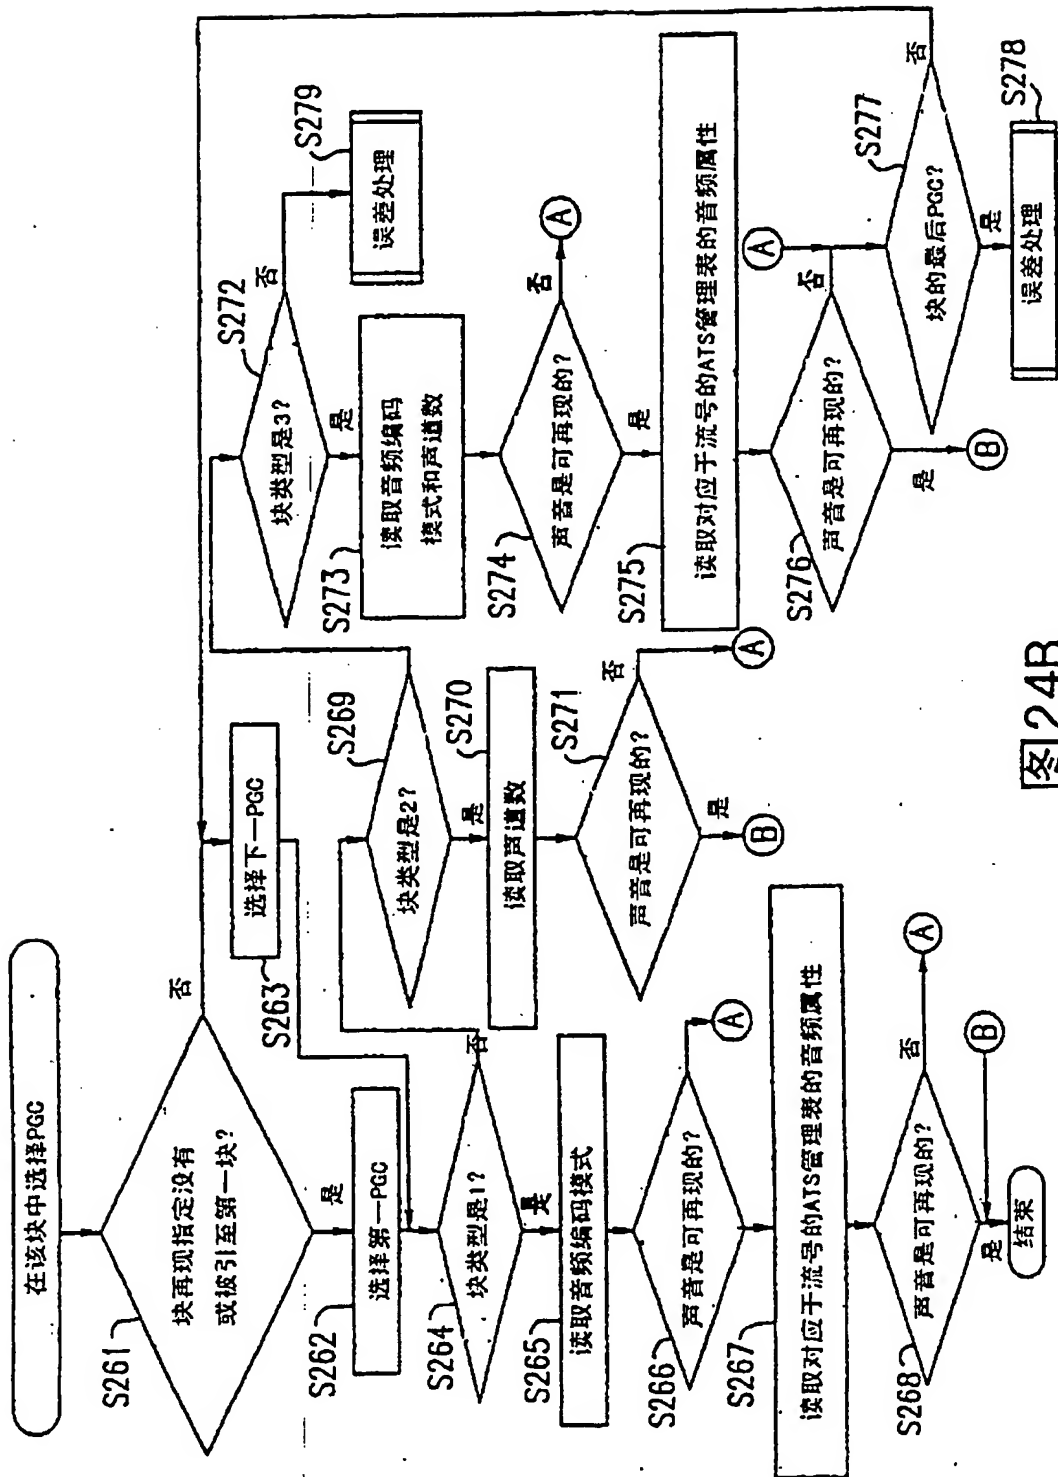 在该块中选择PGC
S261
块再现指定没有
或被引至第一块?
否
是
S262
选择第一PGC
S263
选择下一PGC
S264
块类型是1?
否
是
S265
读取音频编码模式
S266
声音是可再现的?
A
S267
读取对应于流号的ATS管理表的音频属性
S268
声音是可再现的?
否
A
是
B
结束
S269
块类型是2?
是
S270
读取声道数
S271
声音是可再现的?
否
A
是
B
S272
块类型是3?
否
S279
误差处理
是
S273
读取音频编码
模式和声道数
S274
声音是可再现的?
否
A
是
S275
读取对应于流号的ATS管理表的音频属性
S276
声音是可再现的?
否
A
是
B
S277
块的最后PGC?
否
是
S278
误差处理
图24B